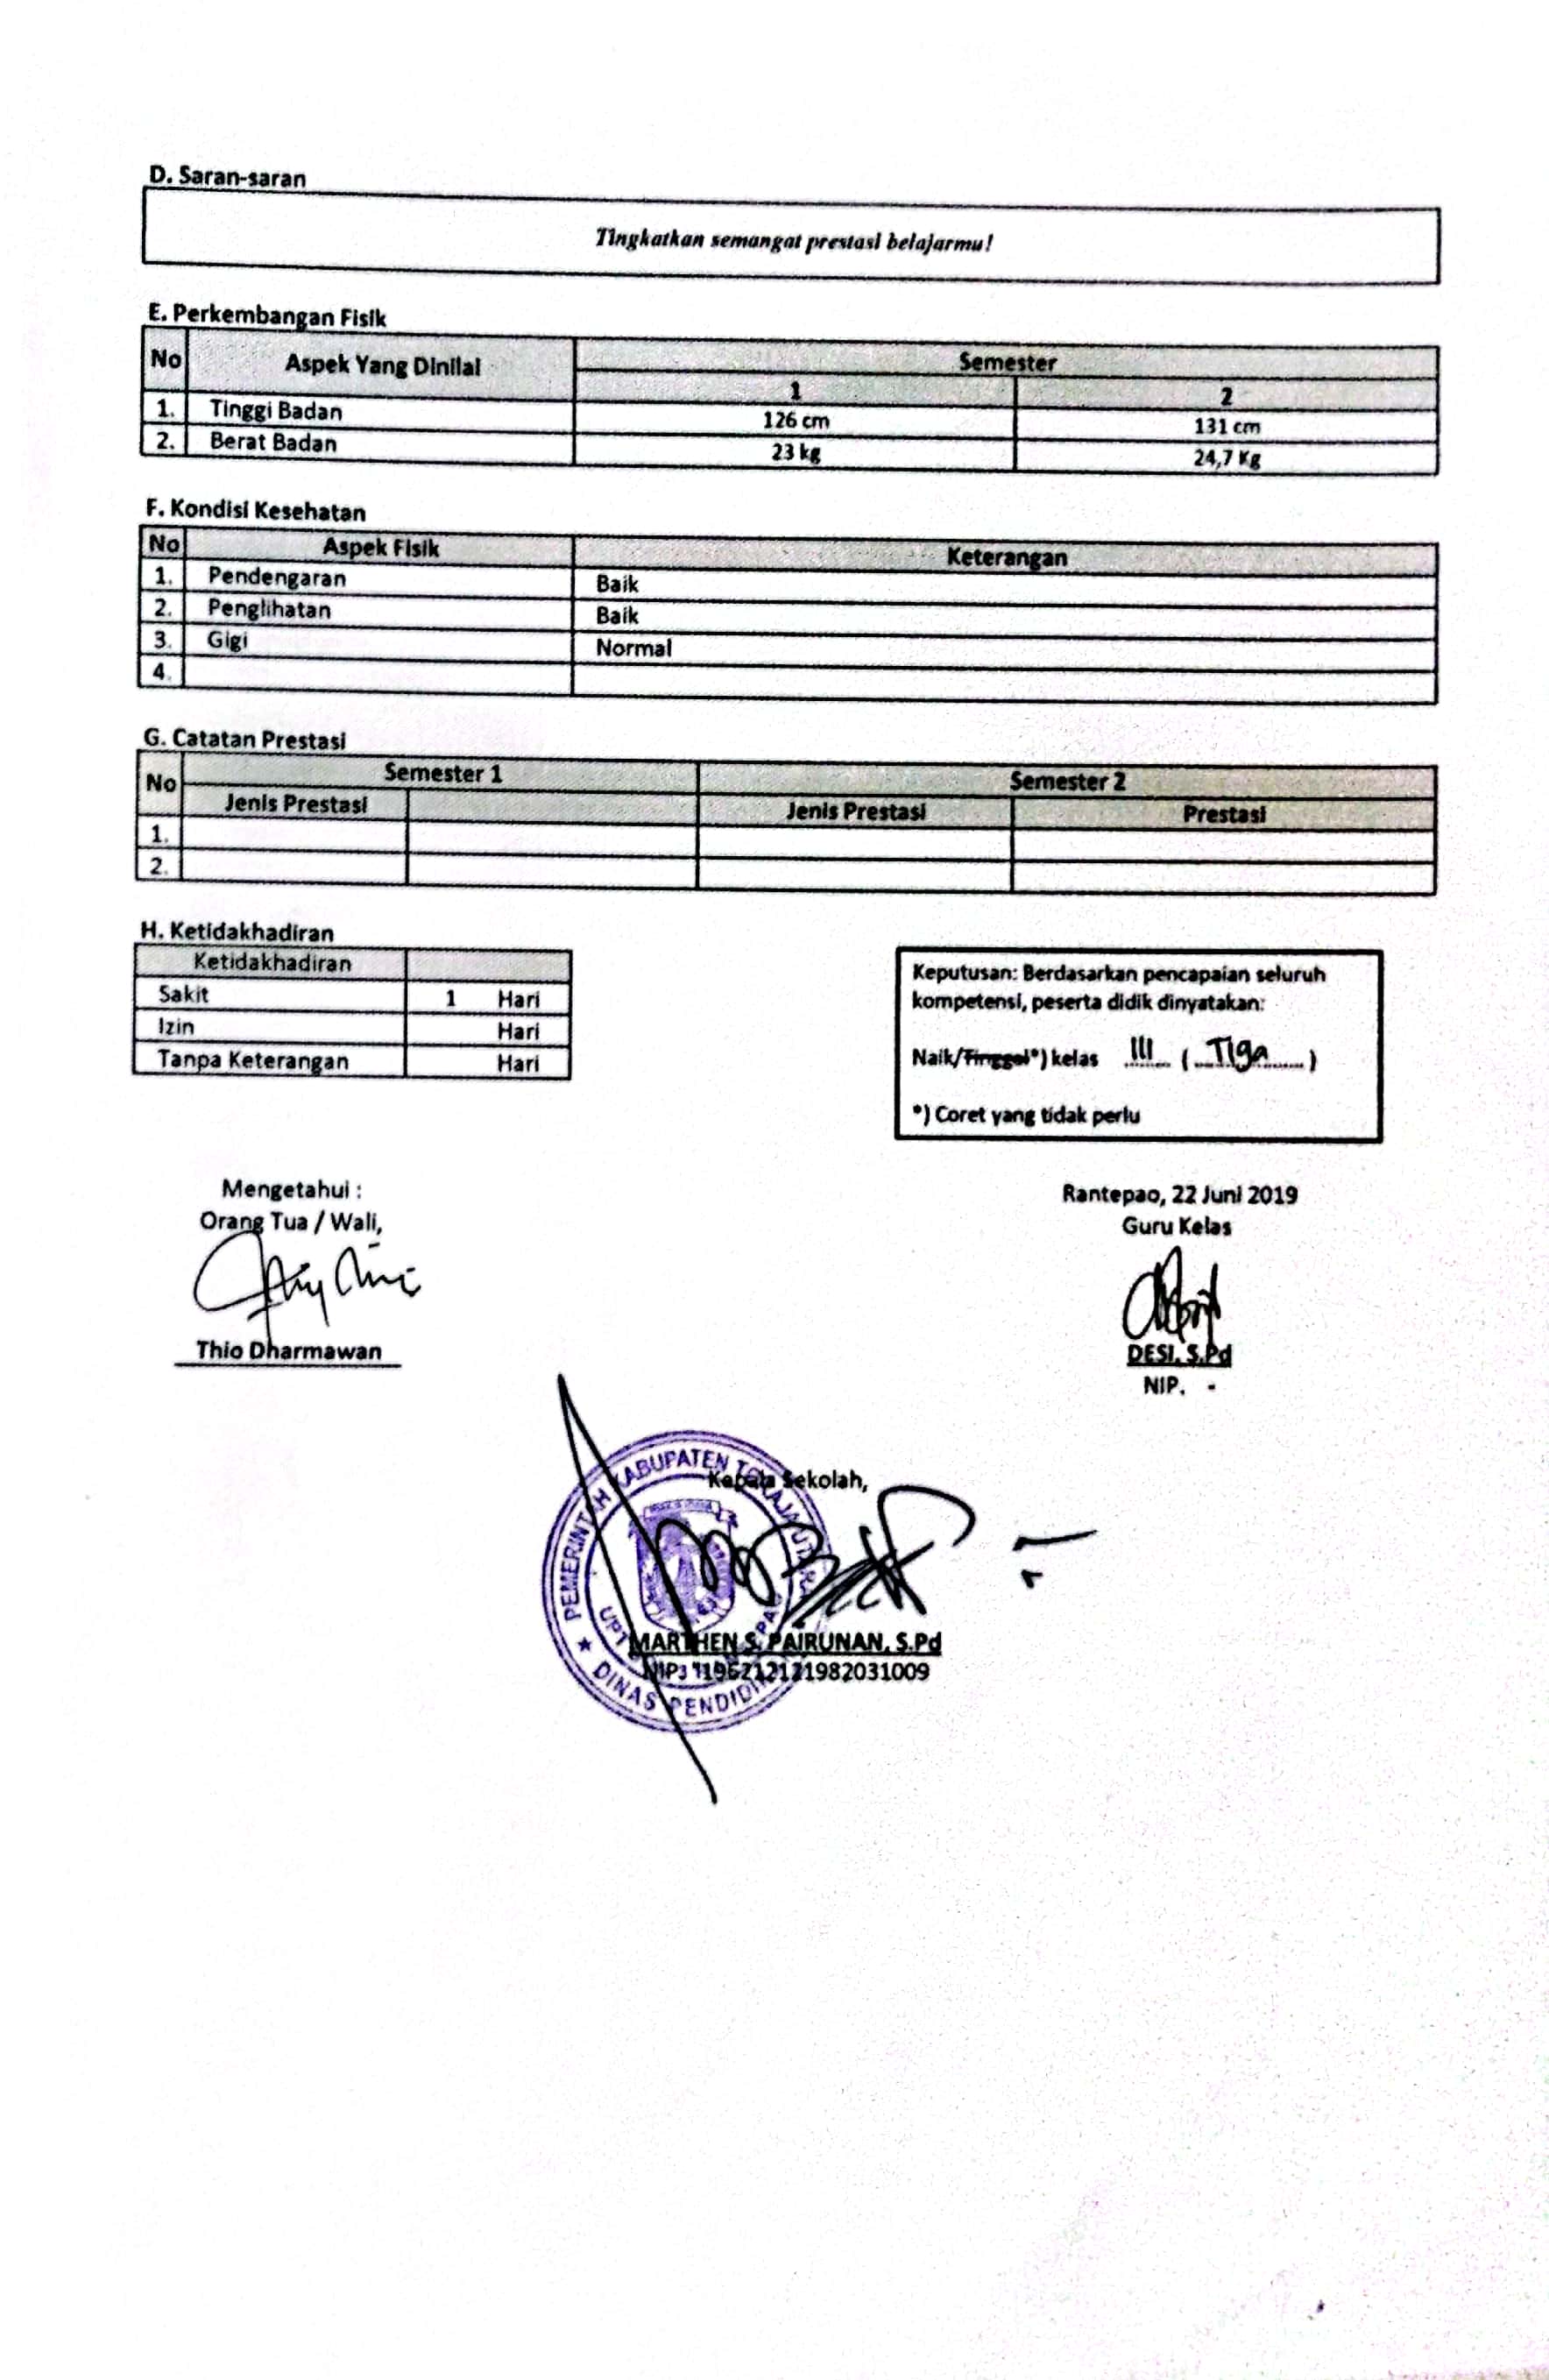 D. Saran-saran
Tingkatkan semangat prestasi belajarmu!
E. Perkembangan Fisik
No Aspek Yang Dinilai Semester
1 2
1. Tinggi Badan 126 cm 131 cm
2. Berat Badan 23 kg 24,7 Kg
F. Kondisi Kesehatan
No Aspek Fisik Keterangan
1. Pendengaran Baik
2. Penglihatan Baik
3. Gigi Normal
4.
G. Catatan Prestasi
No Semester 1 Semester 2
Jenis Prestasi Jenis Prestasi Prestasi
1.
2.
H. Ketidakhadiran
Ketidakhadiran
Sakit 1 Hari
Izin Hari
Tanpa Keterangan Hari
Keputusan: Berdasarkan pencapaian seluruh
kompetensi, peserta didik dinyatakan:
Naik/Tinggal*) kelas III ( Tiga )
*) Coret yang tidak perlu
Mengetahui :
Orang Tua / Wali,
Thio Dharmawan
Rantepao, 22 Juni 2019
Guru Kelas
DESI, S.Pd
NIP. -
Kepala Sekolah,
PEMERINTAH KABUPATEN TORAJA UTARA
DINAS PENDIDIKAN
UPT
MARTHEN S. PAIRUNAN, S.Pd
NIP.